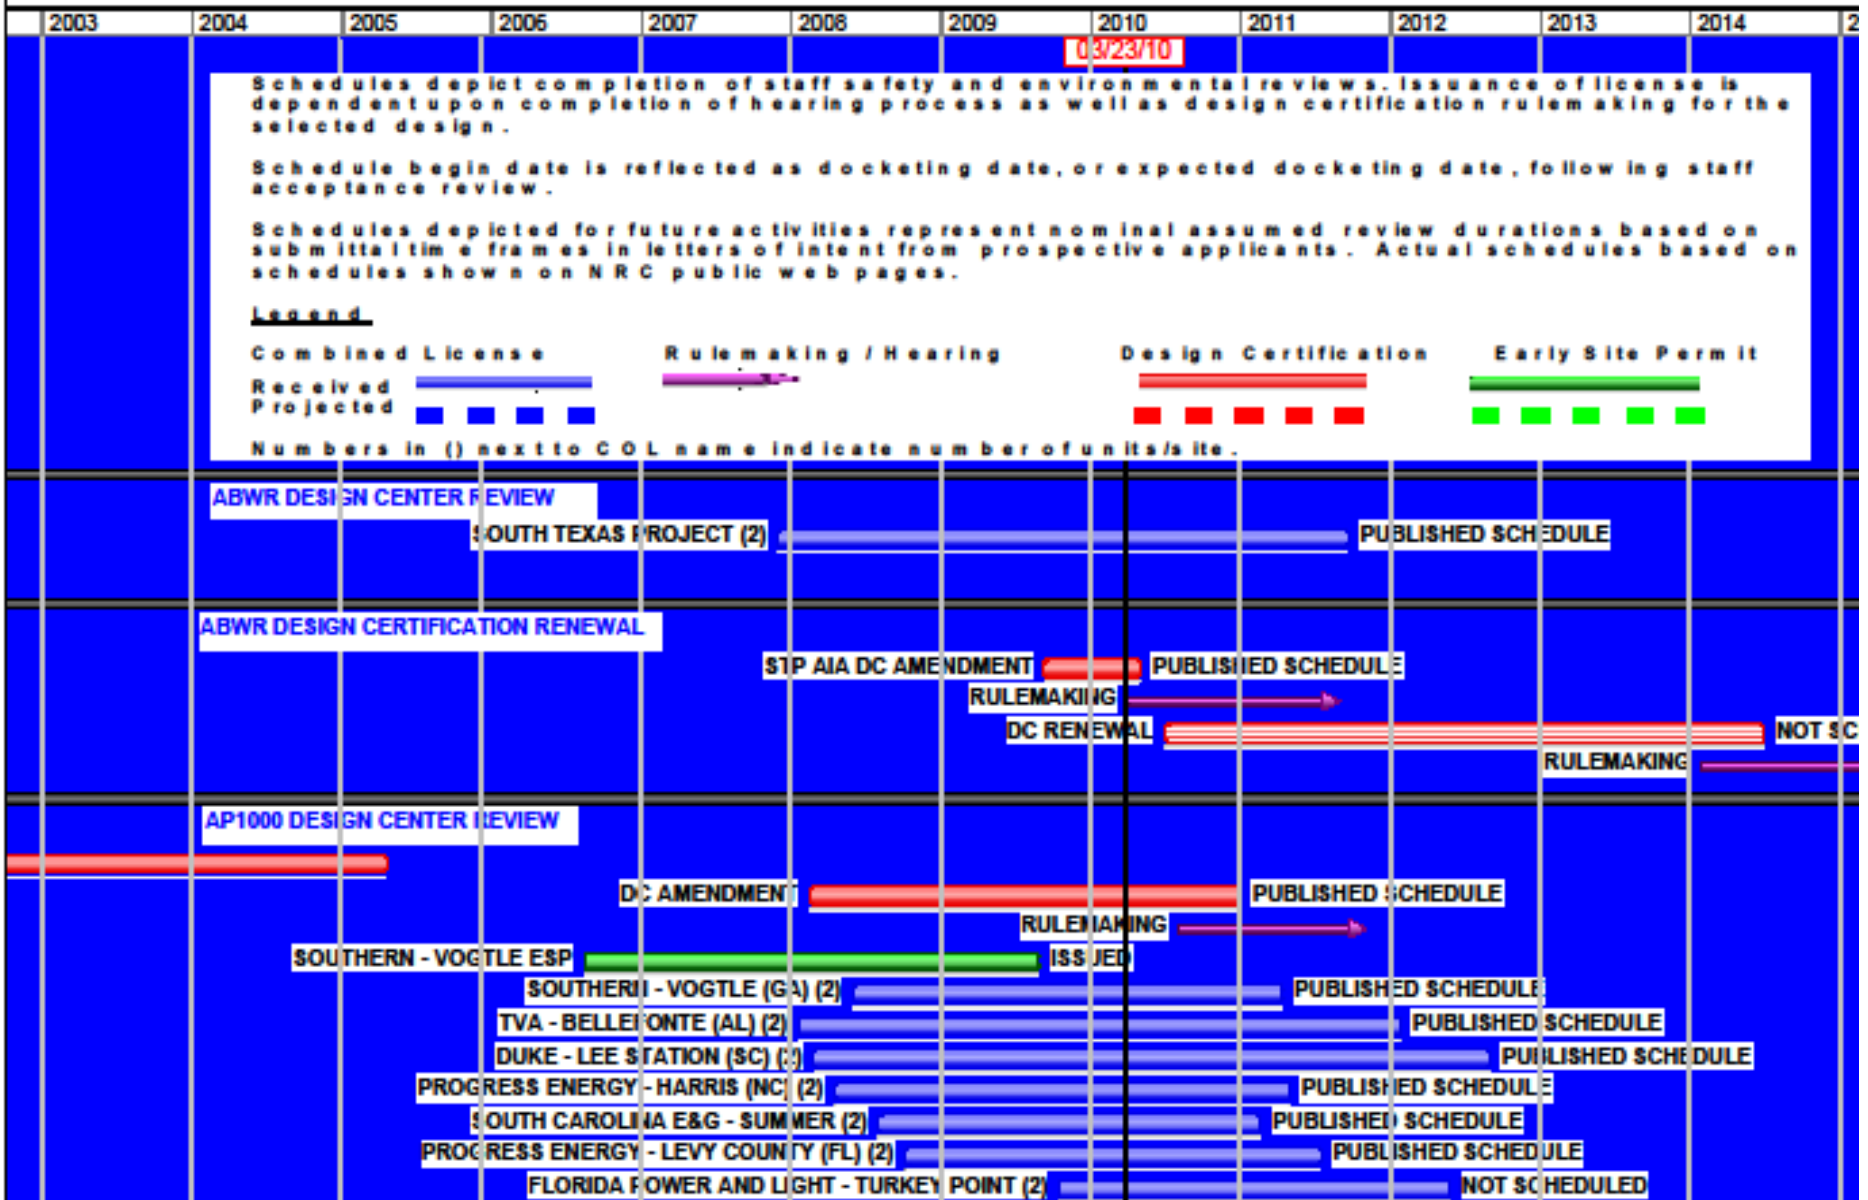 2003 2004 2005 2006 2007 2008 2009 2010 2011 2012 2013 2014 2
03/23/10
Schedules depict completion of staff safety and environmental reviews. Issuance of license is
dependent upon completion of hearing process as well as design certification rulemaking for the
selected design.
Schedule begin date is reflected as docketing date, or expected docketing date, following staff
acceptance review.
Schedules depicted for future activities represent nominal assumed review durations based on
submittal time frames in letters of intent from prospective applicants. Actual schedules based on
schedules shown on NRC public web pages.
Legend
Combined License Rulemaking / Hearing Design Certification Early Site Permit
Received
Projected
Numbers in () next to COL name indicate number of units/site.
ABWR DESIGN CENTER REVIEW
SOUTH TEXAS PROJECT (2) PUBLISHED SCHEDULE
ABWR DESIGN CERTIFICATION RENEWAL
STP AIA DC AMENDMENT PUBLISHED SCHEDULE
RULEMAKING
DC RENEWAL NOT SC
RULEMAKING
AP1000 DESIGN CENTER REVIEW
DC AMENDMENT PUBLISHED SCHEDULE
RULEMAKING
SOUTHERN - VOGTLE ESP ISSUED
SOUTHERN - VOGTLE (GA) (2) PUBLISHED SCHEDULE
TVA - BELLEFONTE (AL) (2) PUBLISHED SCHEDULE
DUKE - LEE STATION (SC) (2) PUBLISHED SCHEDULE
PROGRESS ENERGY - HARRIS (NC) (2) PUBLISHED SCHEDULE
SOUTH CAROLINA E&G - SUMMER (2) PUBLISHED SCHEDULE
PROGRESS ENERGY - LEVY COUNTY (FL) (2) PUBLISHED SCHEDULE
FLORIDA POWER AND LIGHT - TURKEY POINT (2) NOT SCHEDULED